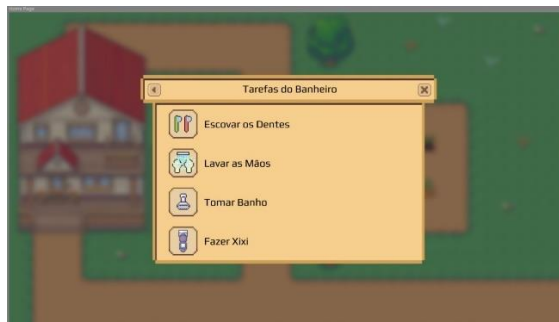 Tarefas do Banheiro
Escovar os Dentes
Lavar as Mãos
Tomar Banho
Fazer Xixi